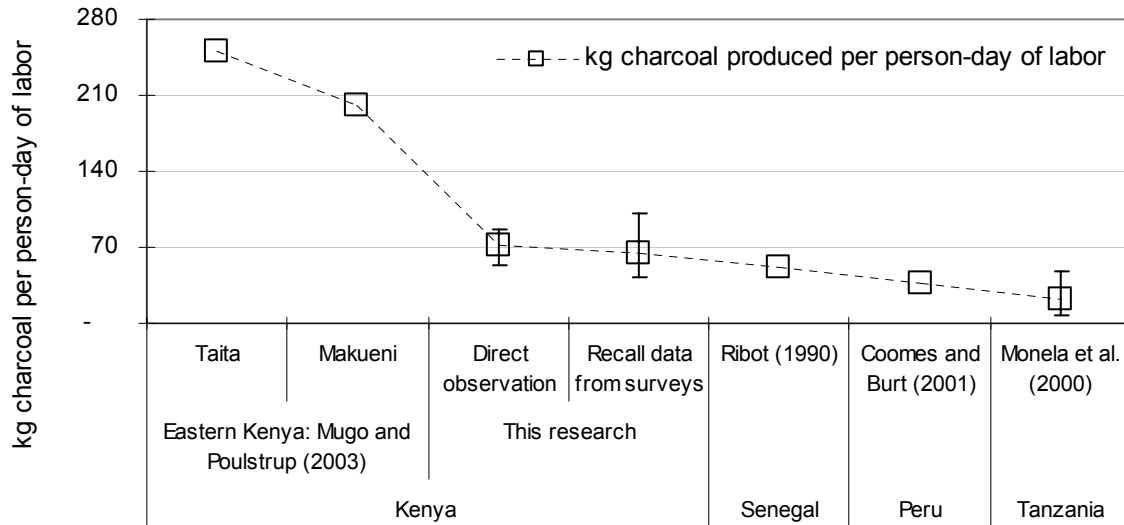 kg charcoal per person-day of labor
280
210
140
70
-
kg charcoal produced per person-day of labor
Taita
Makueni
Direct
observation
Recall data
from surveys
Ribot (1990)
Coomes and
Burt (2001)
Monela et al.
(2000)
Eastern Kenya: Mugo and
Poulstrup (2003)
This research
Kenya
Senegal
Peru
Tanzania